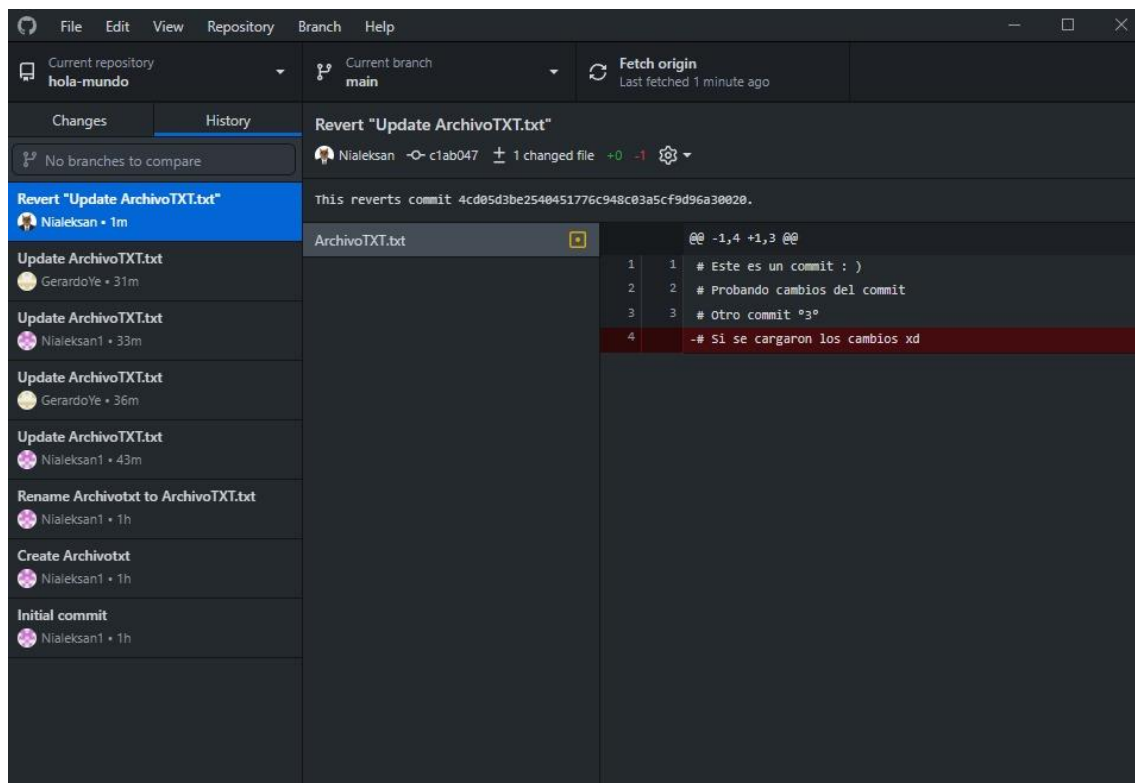 File Edit View Repository Branch Help
Current repository
hola-mundo
Current branch
main
Fetch origin
Last fetched 1 minute ago
Changes History
No branches to compare
Revert "Update ArchivoTXT.txt"
Nialeksan • 1m
Update ArchivoTXT.txt
GerardoYe • 31m
Update ArchivoTXT.txt
Nialeksan1 • 33m
Update ArchivoTXT.txt
GerardoYe • 36m
Update ArchivoTXT.txt
Nialeksan1 • 43m
Rename Archivotxt to ArchivoTXT.txt
Nialeksan1 • 1h
Create Archivotxt
Nialeksan1 • 1h
Initial commit
Nialeksan1 • 1h
Revert "Update ArchivoTXT.txt"
Nialeksan c1ab047 1 changed file +0 -1
This reverts commit 4cd05d3be2540451776c948c03a5cf9d96a30020.
ArchivoTXT.txt
@@ -1,4 +1,3 @@
1 1 # Este es un commit : )
2 2 # Probando cambios del commit
3 3 # Otro commit °3°
4 -# Si se cargaron los cambios xd